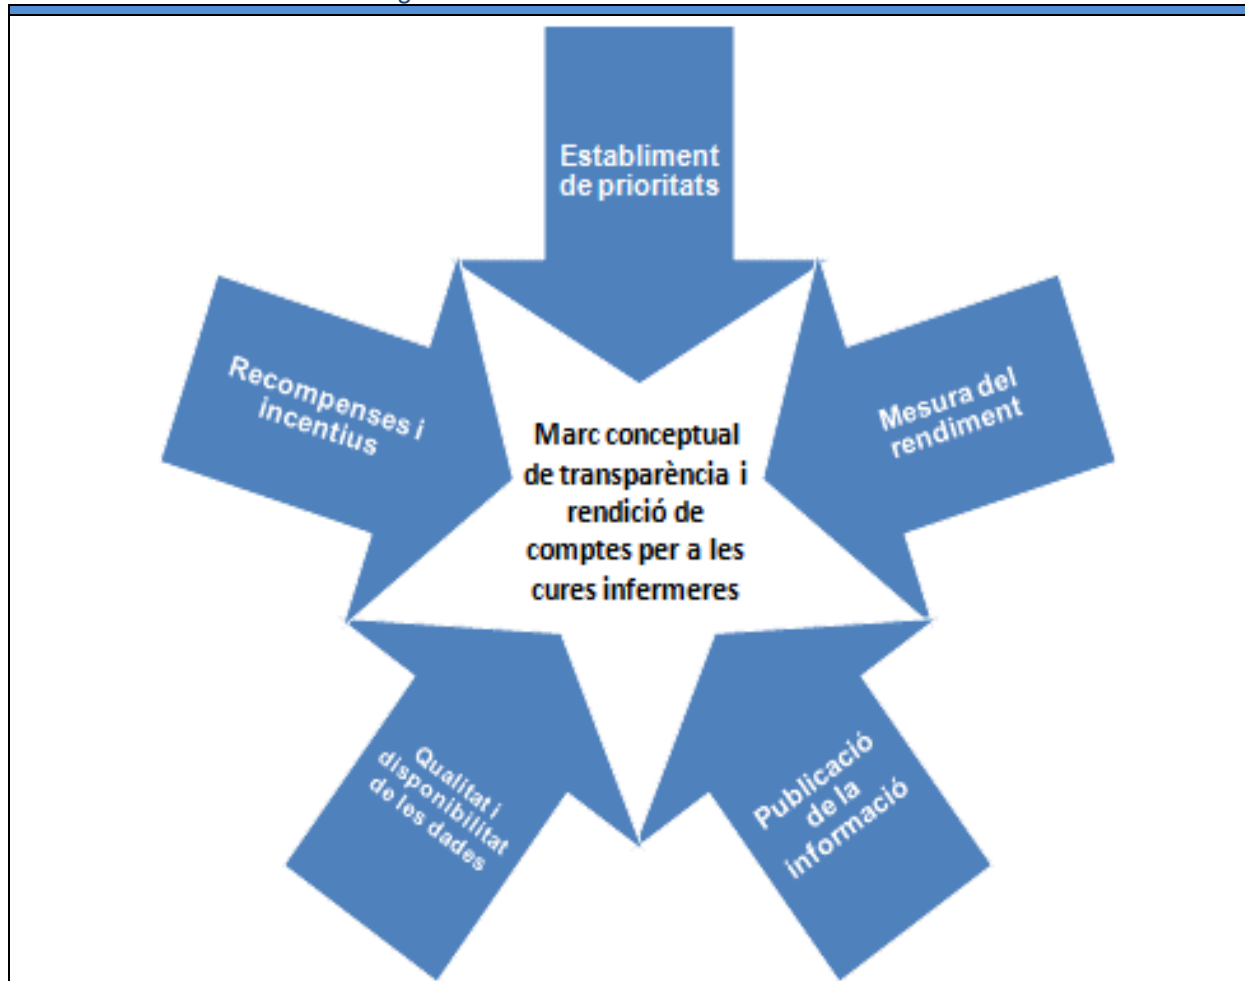 Establiment
de prioritats
Mesura del
rendiment
Publicació
de la
informació
Qualitat i
disponibilitat
de les dades
Recompenses i
incentius
Marc conceptual
de transparència i
rendició de
comptes per a les
cures infermeres